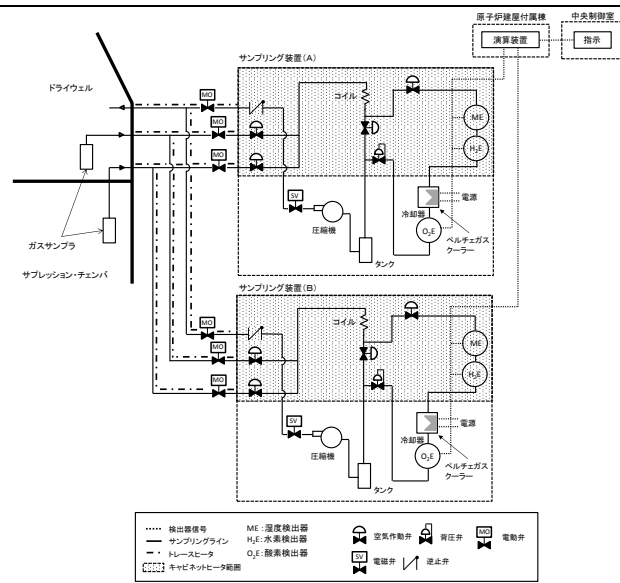 原子炉建屋付属棟
中央制御室
演算装置
指示
サンプリング装置(A)
ドライウェル
コイル
MO
MO
MO
ME
H₂E
SV
圧縮機
冷却器
電源
O₂E
ペルチェガス
クーラー
タンク
ガスサンプラ
サプレッション・チェンバ
サンプリング装置(B)
コイル
MO
MO
MO
ME
H₂E
SV
圧縮機
冷却器
電源
O₂E
ペルチェガス
クーラー
タンク
検出器信号
サンプリングライン
トレースヒータ
キャビネットヒータ範囲
ME:湿度検出器
H₂E:水素検出器
O₂E:酸素検出器
空気作動弁
背圧弁
MO
電動弁
SV
電磁弁
逆止弁